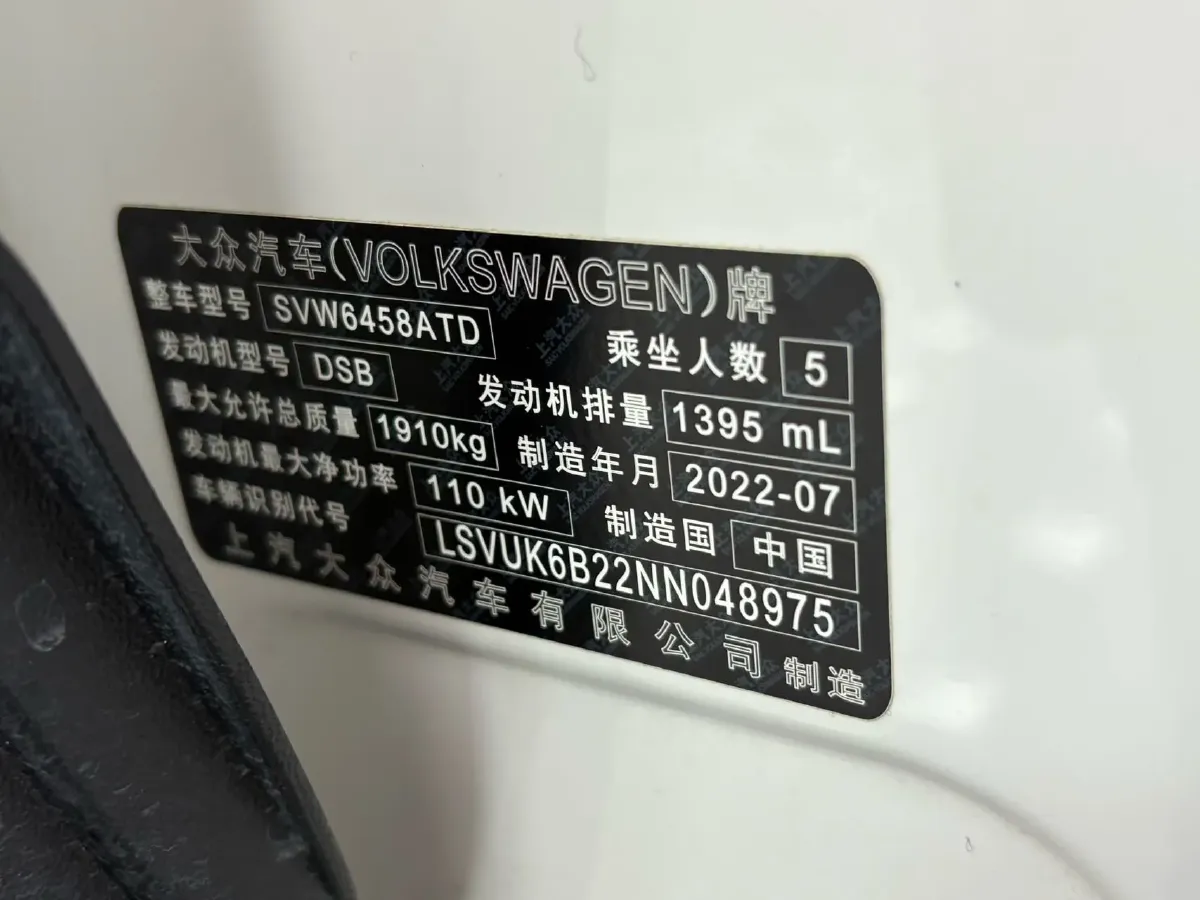 大众汽车(VOLKSWAGEN)牌
整车型号 SVW6458ATD 乘坐人数 5
发动机型号 DSB 发动机排量 1395 mL
最大允许总质量 1910kg 制造年月 2022-07
发动机最大净功率 110 kW 制造国 中国
车辆识别代号 LSVUK6B22NN048975
上汽大众汽车有限公司制造